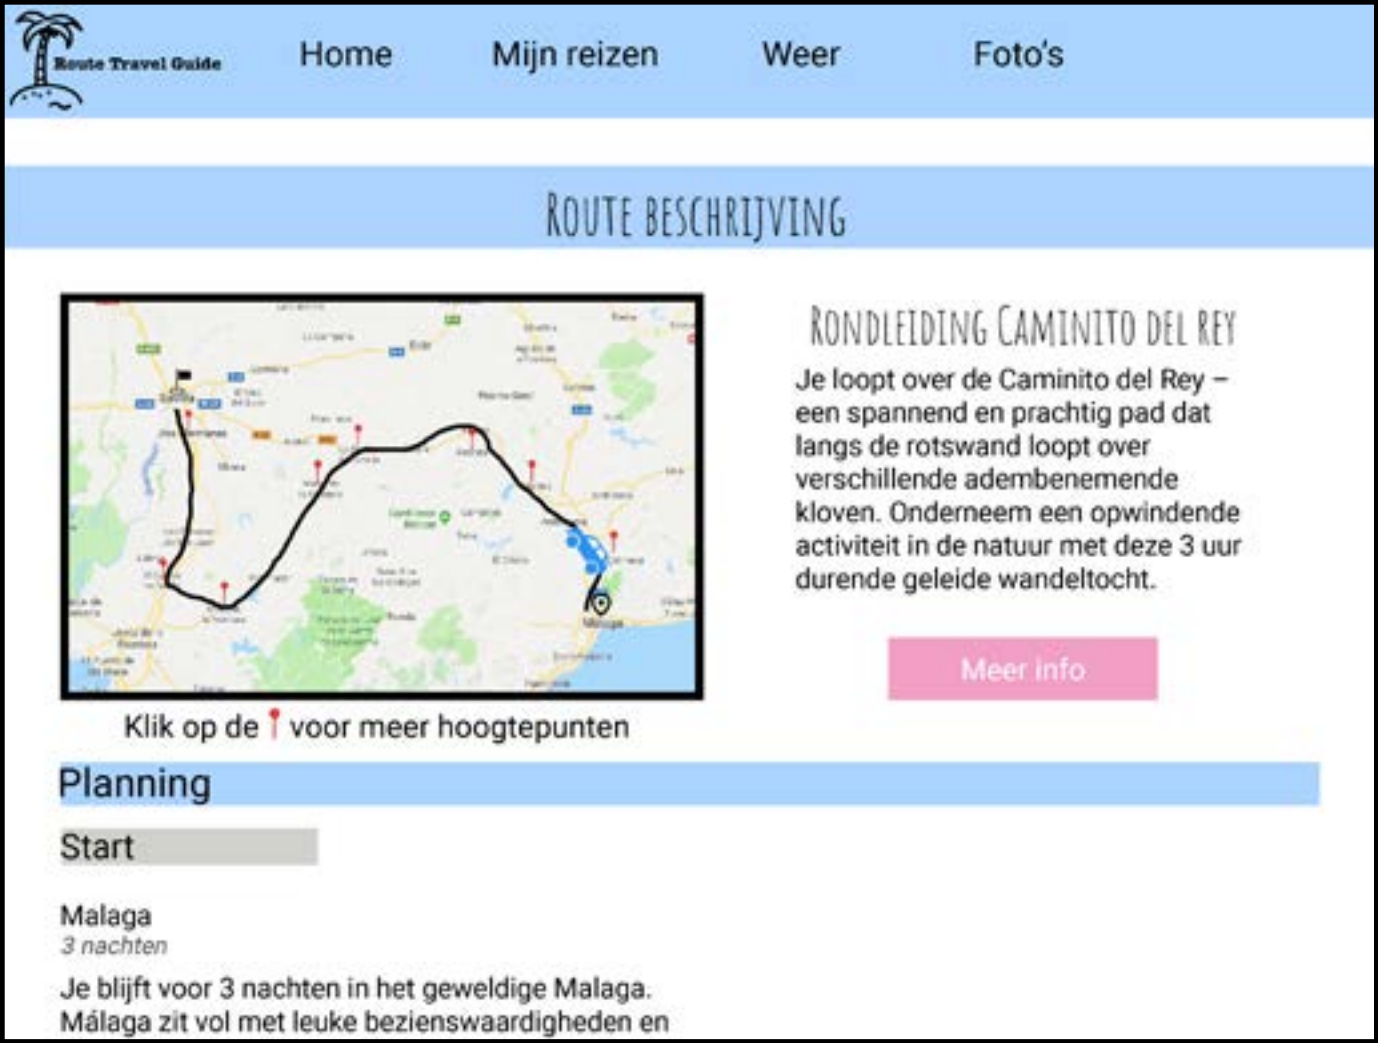 Route Travel Guide
Home
Mijn reizen
Weer
Foto's
Route beschrijving
Rondleiding Caminito del rey
Je loopt over de Caminito del Rey –
een spannend en prachtig pad dat
langs de rotswand loopt over
verschillende adembenemende
kloven. Onderneem een opwindende
activiteit in de natuur met deze 3 uur
durende geleide wandeltocht.
Meer info
Klik op de voor meer hoogtepunten
Planning
Start
Malaga
3 nachten
Je blijft voor 3 nachten in het geweldige Malaga.
Málaga zit vol met leuke bezienswaardigheden en